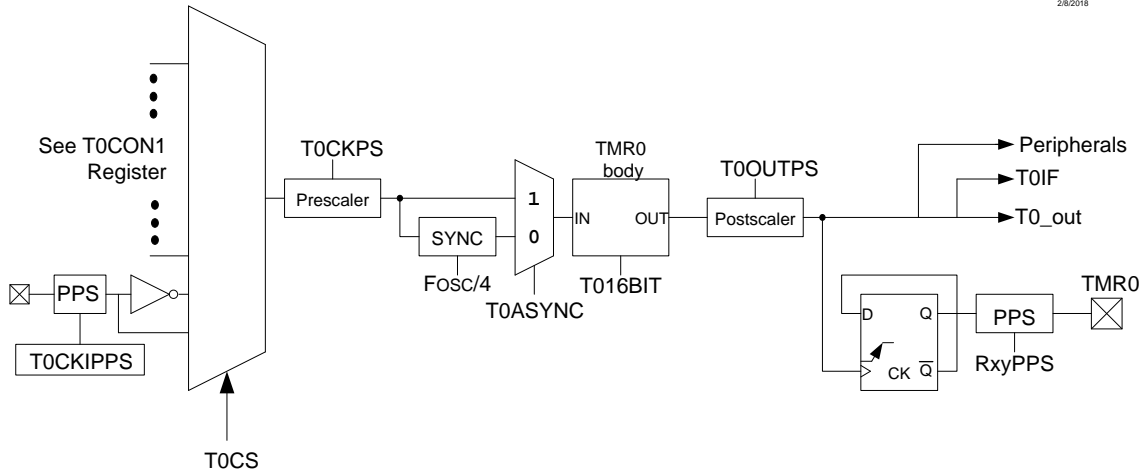 2/8/2018
See T0CON1
Register
T0CKPS
Prescaler
SYNC
FOSC/4
1
0
T0ASYNC
TMR0
body
IN
OUT
T016BIT
T0OUTPS
Postscaler
Peripherals
T0IF
T0_out
PPS
T0CKIPPS
T0CS
D
Q
CK
Q
PPS
RxyPPS
TMR0